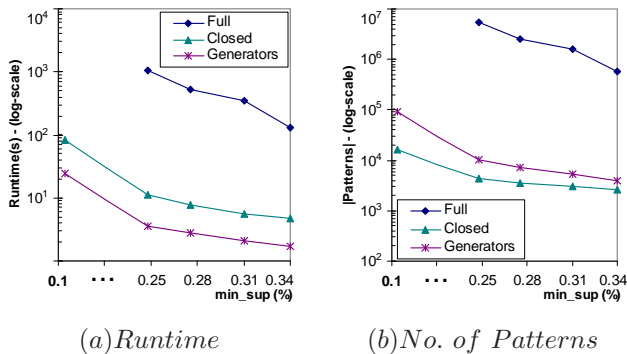 10^4
10^3
10^2
10^1
Runtime(s) - (log-scale)
Full
Closed
Generators
0.1
...
0.25
0.28
0.31
0.34
min_sup (%)
(a)Runtime
10^7
10^6
10^5
10^4
10^3
10^2
|Patterns| - (log-scale)
Full
Closed
Generators
0.1
...
0.25
0.28
0.31
0.34
min_sup (%)
(b)No. of Patterns